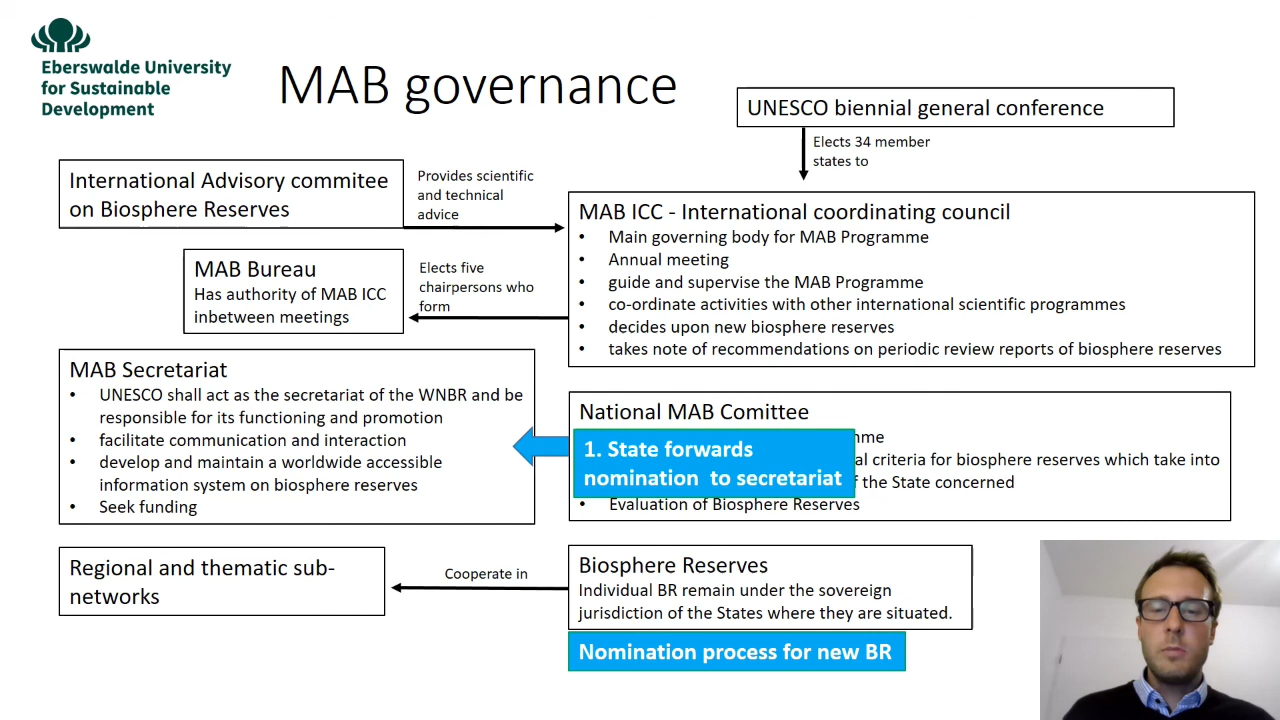 Eberswalde University
for Sustainable
Development
MAB governance
UNESCO biennial general conference
Elects 34 member
states to
International Advisory commitee
on Biosphere Reserves
Provides scientific
and technical
advice
MAB ICC - International coordinating council
• Main governing body for MAB Programme
• Annual meeting
• guide and supervise the MAB Programme
• co-ordinate activities with other international scientific programmes
• decides upon new biosphere reserves
• takes note of recommendations on periodic review reports of biosphere reserves
MAB Bureau
Has authority of MAB ICC
inbetween meetings
Elects five
chairpersons who
form
MAB Secretariat
• UNESCO shall act as the secretariat of the WNBR and be
responsible for its functioning and promotion
• facilitate communication and interaction
• develop and maintain a worldwide accessible
information system on biosphere reserves
• Seek funding
National MAB Comittee
1. State forwards
nomination to secretariat
criteria for biosphere reserves which take into
the State concerned
• Evaluation of Biosphere Reserves
Regional and thematic sub-
networks
Cooperate in
Biosphere Reserves
Individual BR remain under the sovereign
jurisdiction of the States where they are situated.
Nomination process for new BR